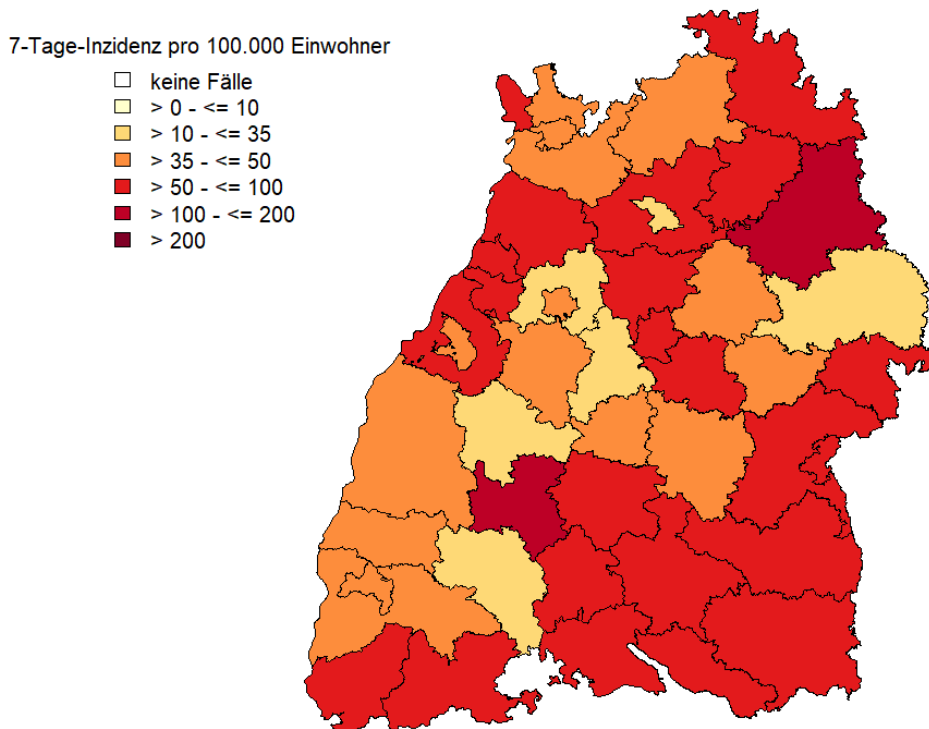 7-Tage-Inzidenz pro 100.000 Einwohner
keine Fälle
> 0 - <= 10
> 10 - <= 35
> 35 - <= 50
> 50 - <= 100
> 100 - <= 200
> 200